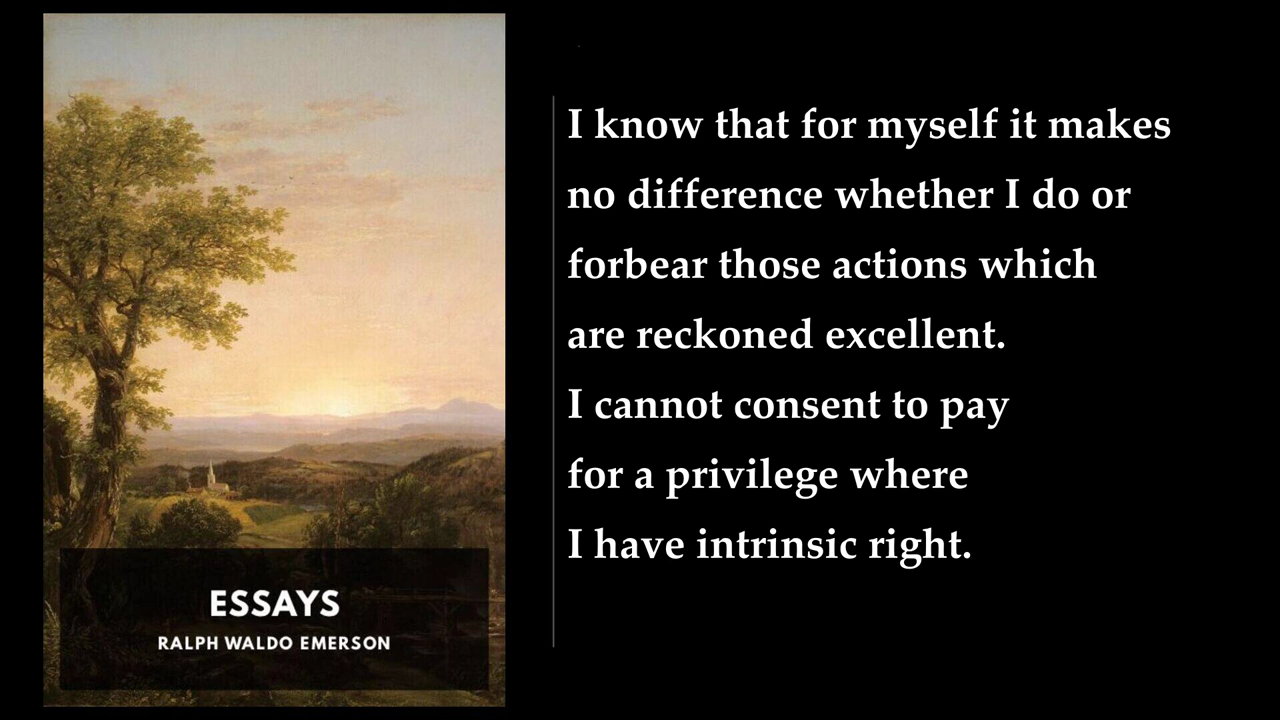 ESSAYS
RALPH WALDO EMERSON
I know that for myself it makes
no difference whether I do or
forbear those actions which
are reckoned excellent.
I cannot consent to pay
for a privilege where
I have intrinsic right.